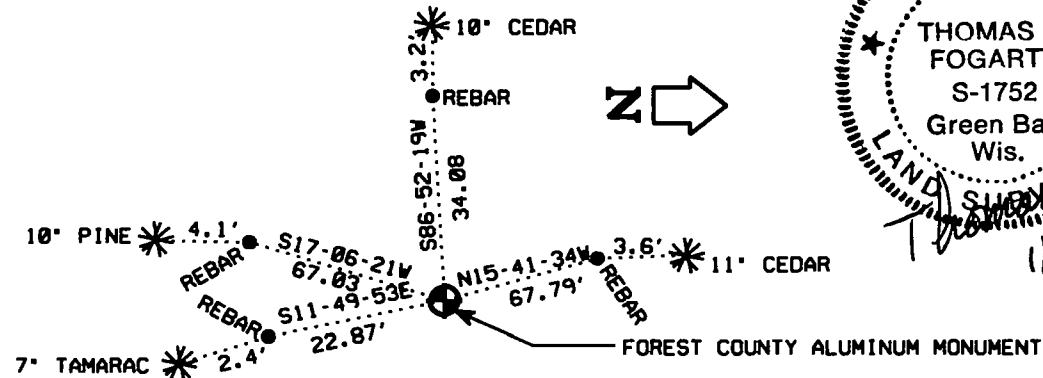 10" CEDAR
3.2'
REBAR
S86-52-19W
34.08
N
10" PINE
4.1'
REBAR
S17-06-21W
67.03
N15-41-34W
67.79'
3.6'
11" CEDAR
REBAR
REBAR
S11-49-53E
22.87'
2.4'
7" TAMARAC
FOREST COUNTY ALUMINUM MONUMENT
THOMAS
FOGART
S-1752
Green Ba
Wis.
LAND